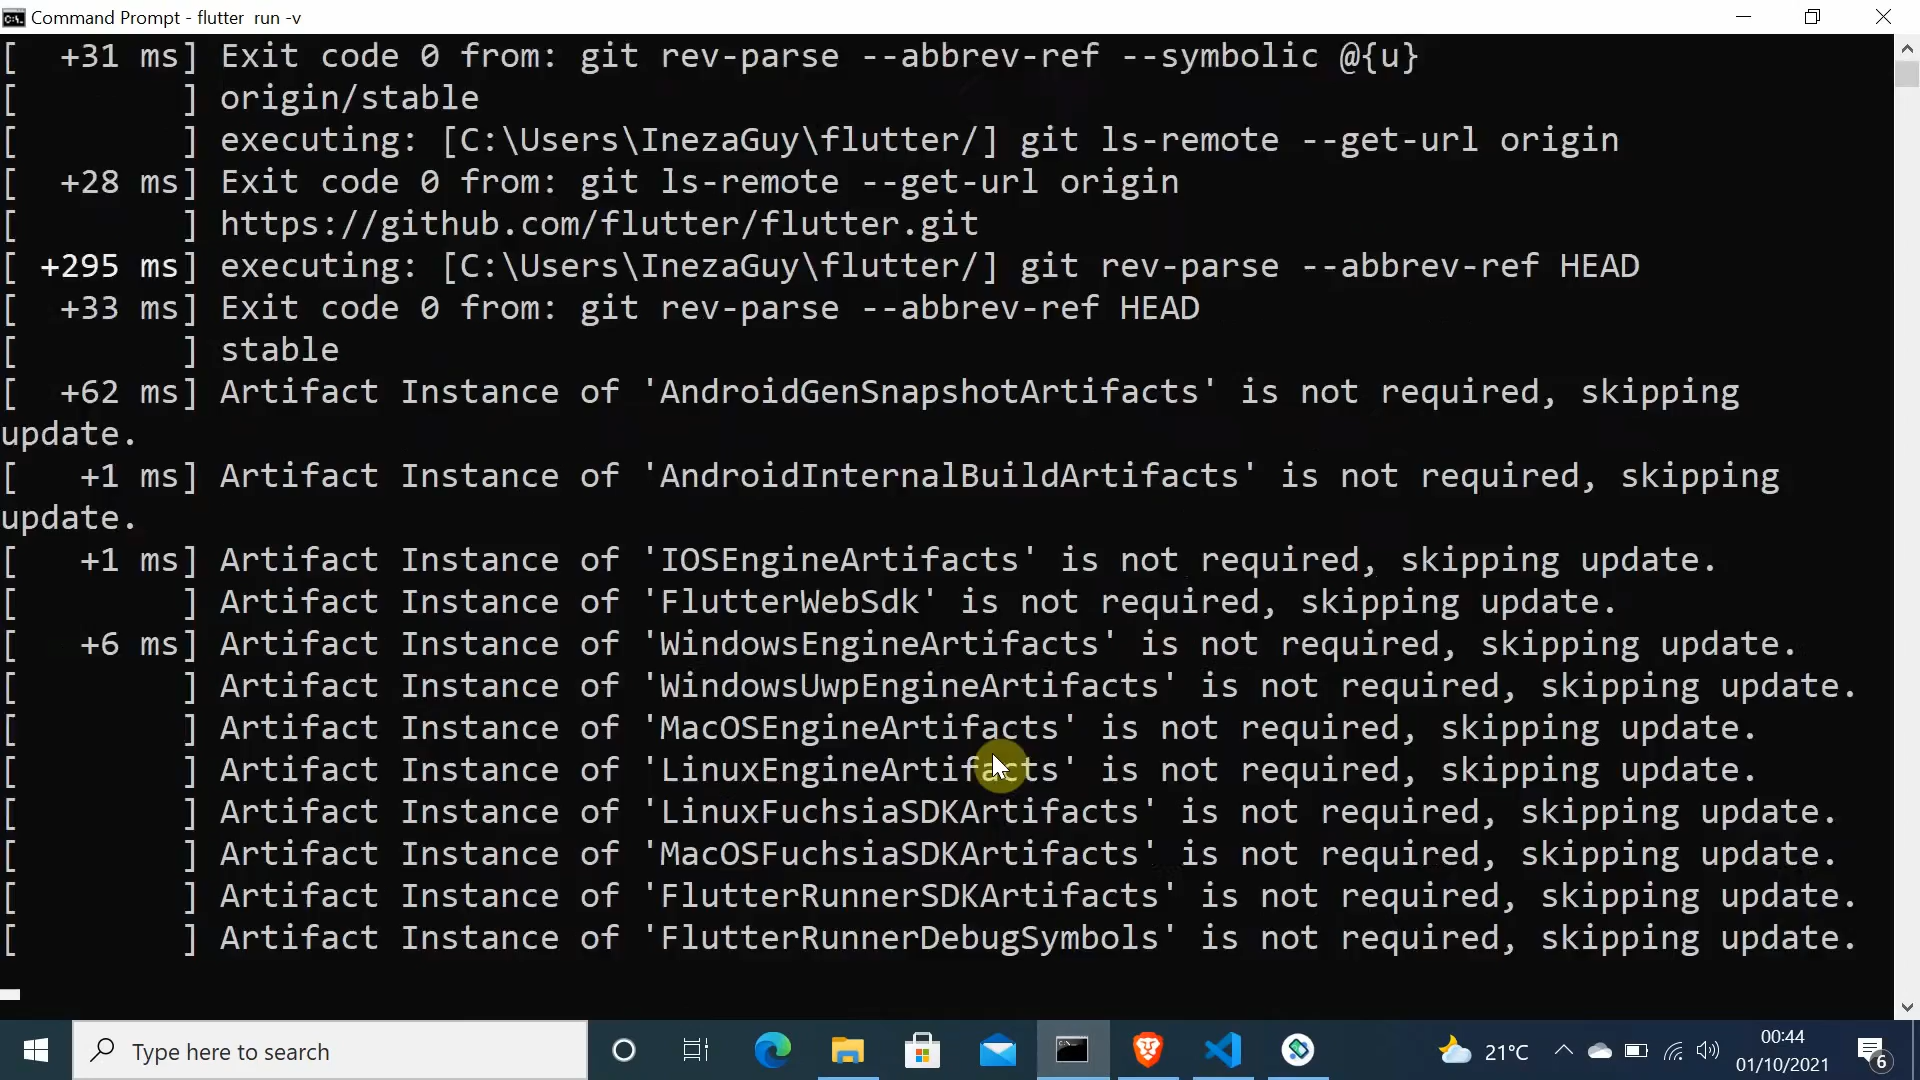 Command Prompt - flutter  run -v
[  +31 ms] Exit code 0 from: git rev-parse --abbrev-ref --symbolic @{u}
[        ] origin/stable
[        ] executing: [C:\Users\InezaGuy\flutter/] git ls-remote --get-url origin
[  +28 ms] Exit code 0 from: git ls-remote --get-url origin
[        ] https://github.com/flutter/flutter.git
[ +295 ms] executing: [C:\Users\InezaGuy\flutter/] git rev-parse --abbrev-ref HEAD
[  +33 ms] Exit code 0 from: git rev-parse --abbrev-ref HEAD
[        ] stable
[  +62 ms] Artifact Instance of 'AndroidGenSnapshotArtifacts' is not required, skipping
update.
[   +1 ms] Artifact Instance of 'AndroidInternalBuildArtifacts' is not required, skipping
update.
[   +1 ms] Artifact Instance of 'IOSEngineArtifacts' is not required, skipping update.
[        ] Artifact Instance of 'FlutterWebSdk' is not required, skipping update.
[   +6 ms] Artifact Instance of 'WindowsEngineArtifacts' is not required, skipping update.
[        ] Artifact Instance of 'WindowsUwpEngineArtifacts' is not required, skipping update.
[        ] Artifact Instance of 'MacOSEngineArtifacts' is not required, skipping update.
[        ] Artifact Instance of 'LinuxEngineArtifacts' is not required, skipping update.
[        ] Artifact Instance of 'LinuxFuchsiaSDKArtifacts' is not required, skipping update.
[        ] Artifact Instance of 'MacOSFuchsiaSDKArtifacts' is not required, skipping update.
[        ] Artifact Instance of 'FlutterRunnerSDKArtifacts' is not required, skipping update.
[        ] Artifact Instance of 'FlutterRunnerDebugSymbols' is not required, skipping update.
Type here to search
21°C
00:44
01/10/2021
6